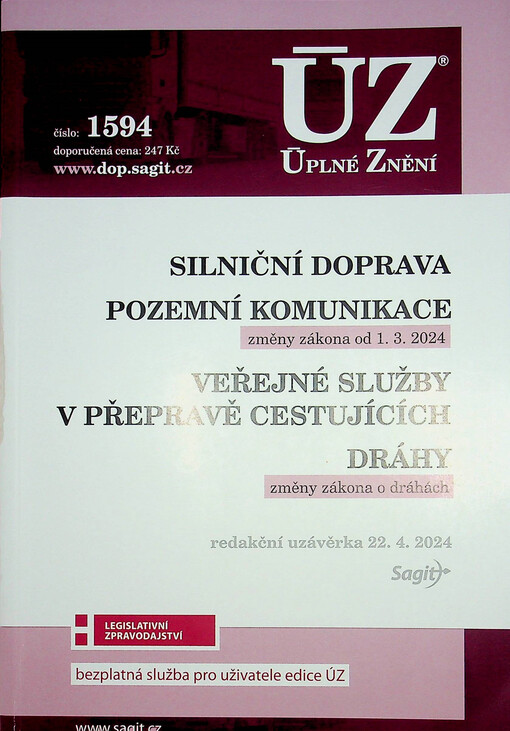 ÚZ®
ÚPLNÉ ZNĚNÍ
číslo: 1594
doporučená cena: 247 Kč
www.dop.sagit.cz
SILNIČNÍ DOPRAVA
POZEMNÍ KOMUNIKACE
změny zákona od 1. 3. 2024
VEŘEJNÉ SLUŽBY
V PŘEPRAVĚ CESTUJÍCÍCH
DRÁHY
změny zákona o dráhách
redakční uzávěrka 22. 4. 2024
Sagit
LEGISLATIVNÍ
ZPRAVODAJSTVÍ
bezplatná služba pro uživatele edice ÚZ
www.sagit.cz